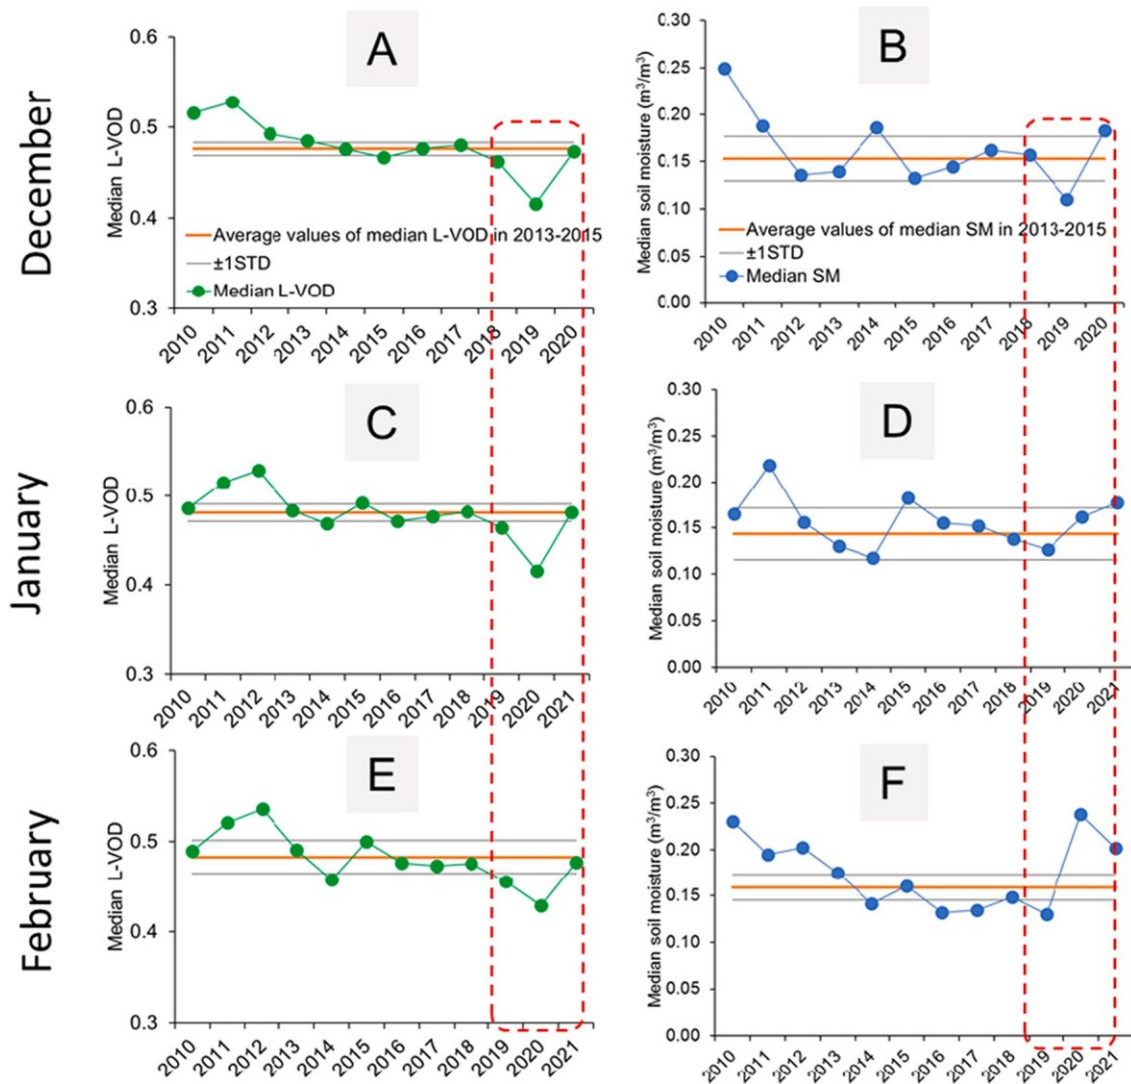 December
A
Median L-VOD
0.6
0.5
0.4
0.3
Average values of median L-VOD in 2013-2015
±1STD
Median L-VOD
2010 2011 2012 2013 2014 2015 2016 2017 2018 2019 2020
B
Median soil moisture (m³/m³)
0.30
0.25
0.20
0.15
0.10
0.05
0.00
Average values of median SM in 2013-2015
±1STD
Median SM
2010 2011 2012 2013 2014 2015 2016 2017 2018 2019 2020
January
C
Median L-VOD
0.6
0.5
0.4
0.3
2010 2011 2012 2013 2014 2015 2016 2017 2018 2019 2020 2021
D
Median soil moisture (m³/m³)
0.30
0.25
0.20
0.15
0.10
0.05
0.00
2010 2011 2012 2013 2014 2015 2016 2017 2018 2019 2020 2021
February
E
Median L-VOD
0.6
0.5
0.4
0.3
2010 2011 2012 2013 2014 2015 2016 2017 2018 2019 2020 2021
F
Median soil moisture (m³/m³)
0.30
0.25
0.20
0.15
0.10
0.05
0.00
2010 2011 2012 2013 2014 2015 2016 2017 2018 2019 2020 2021